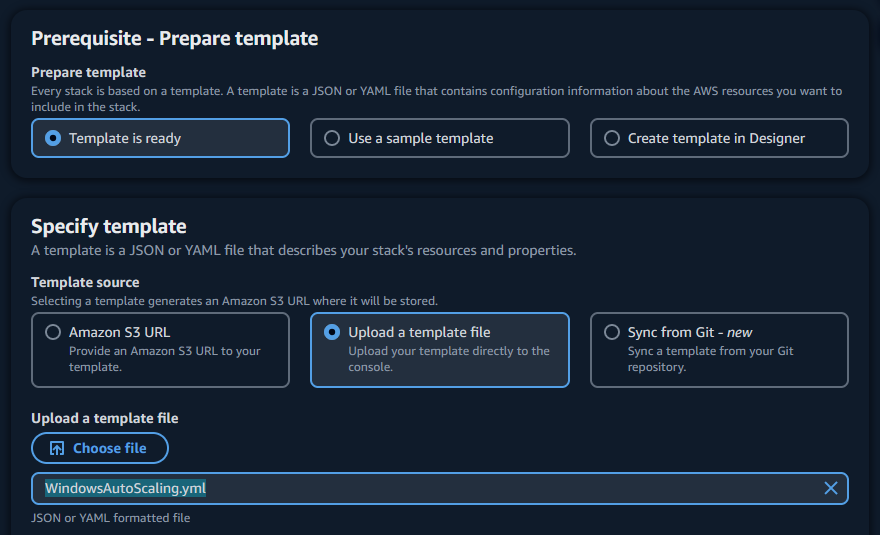 Prerequisite - Prepare template
Prepare template
Every stack is based on a template. A template is a JSON or YAML file that contains configuration information about the AWS resources you want to
include in the stack.
Template is ready
Use a sample template
Create template in Designer
Specify template
A template is a JSON or YAML file that describes your stack's resources and properties.
Template source
Selecting a template generates an Amazon S3 URL where it will be stored.
Amazon S3 URL
Provide an Amazon S3 URL to your
template.
Upload a template file
Upload your template directly to the
console.
Sync from Git - new
Sync a template from your Git
repository.
Upload a template file
Choose file
WindowsAutoScaling.yml
JSON or YAML formatted file